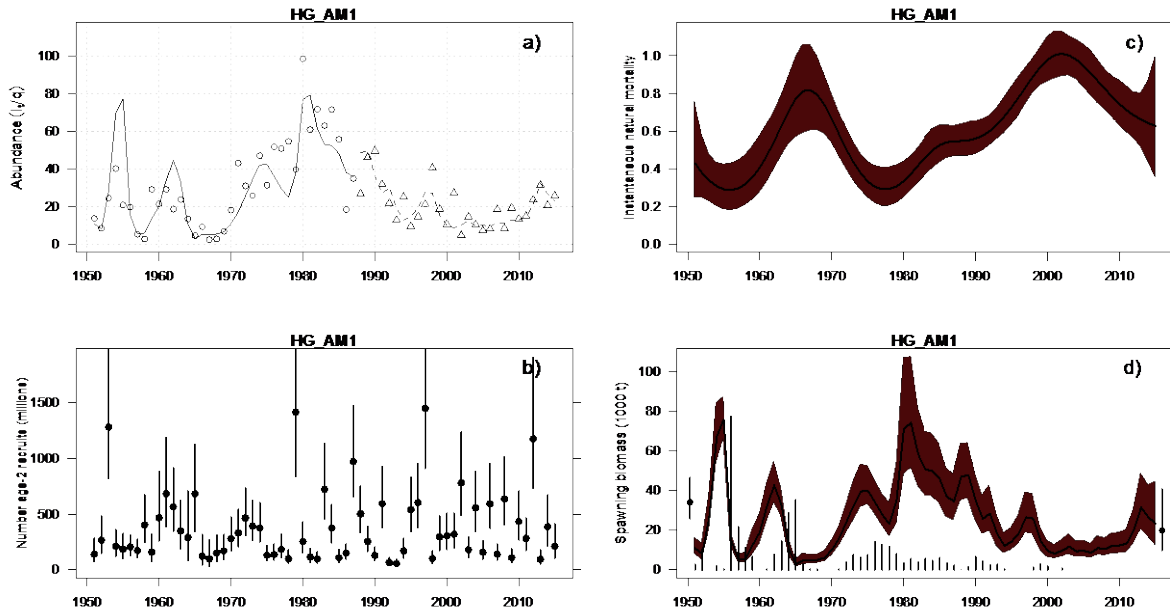 HG_AM1
a)
Abundance (It/q)
0 20 40 60 80 100
1950 1960 1970 1980 1990 2000 2010
HG_AM1
c)
Instantaneous natural mortality
0.0 0.2 0.4 0.6 0.8 1.0
1950 1960 1970 1980 1990 2000 2010
HG_AM1
b)
Number age-2 recruits (millions)
0 500 1000 1500
1950 1960 1970 1980 1990 2000 2010
HG_AM1
d)
Spawning biomass (1000 t)
0 20 40 60 80 100
1950 1960 1970 1980 1990 2000 2010